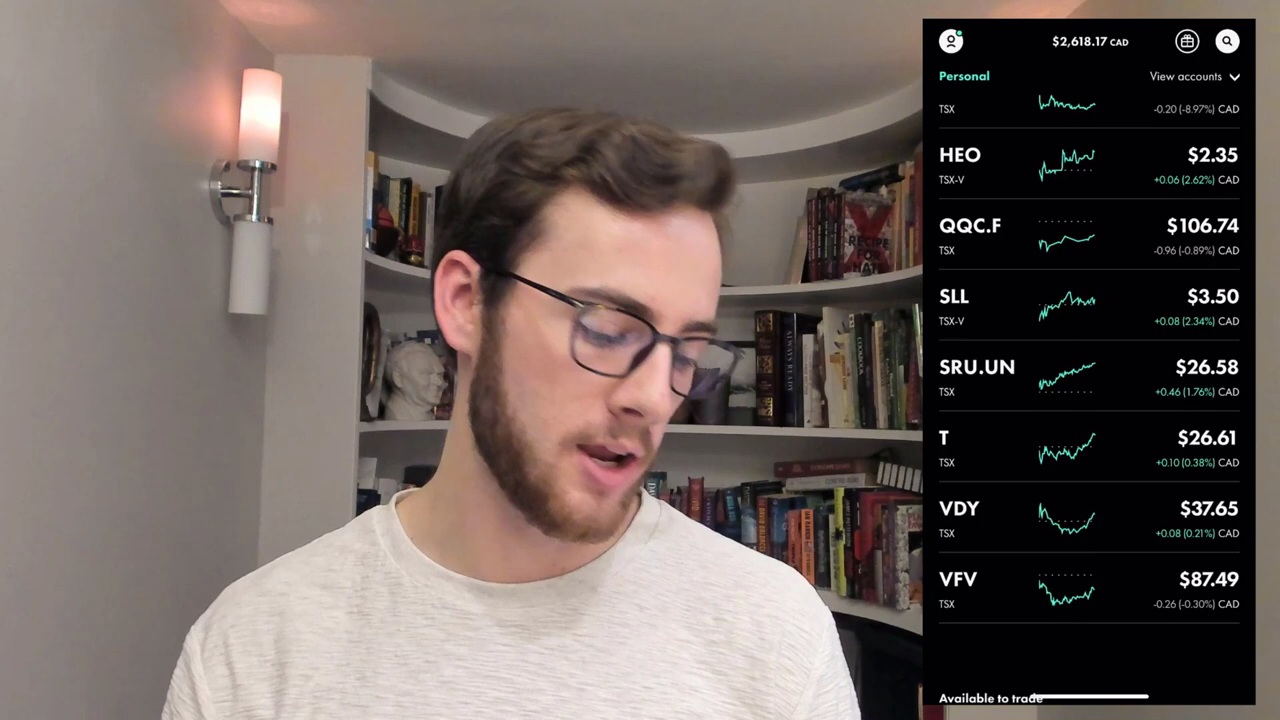 $2,618.17 CAD
Personal
View accounts
TSX
-0.20 (-8.97%) CAD
HEO
$2.35
TSX-V
+0.06 (2.62%) CAD
QQC.F
$106.74
TSX
-0.96 (-0.89%) CAD
SLL
$3.50
TSX-V
+0.08 (2.34%) CAD
SRU.UN
$26.58
TSX
+0.46 (1.76%) CAD
T
$26.61
TSX
+0.10 (0.38%) CAD
VDY
$37.65
TSX
+0.08 (0.21%) CAD
VFV
$87.49
TSX
-0.26 (-0.30%) CAD
Available to trade
RECIPE
FOR
ALWAYS
COOKBOOK